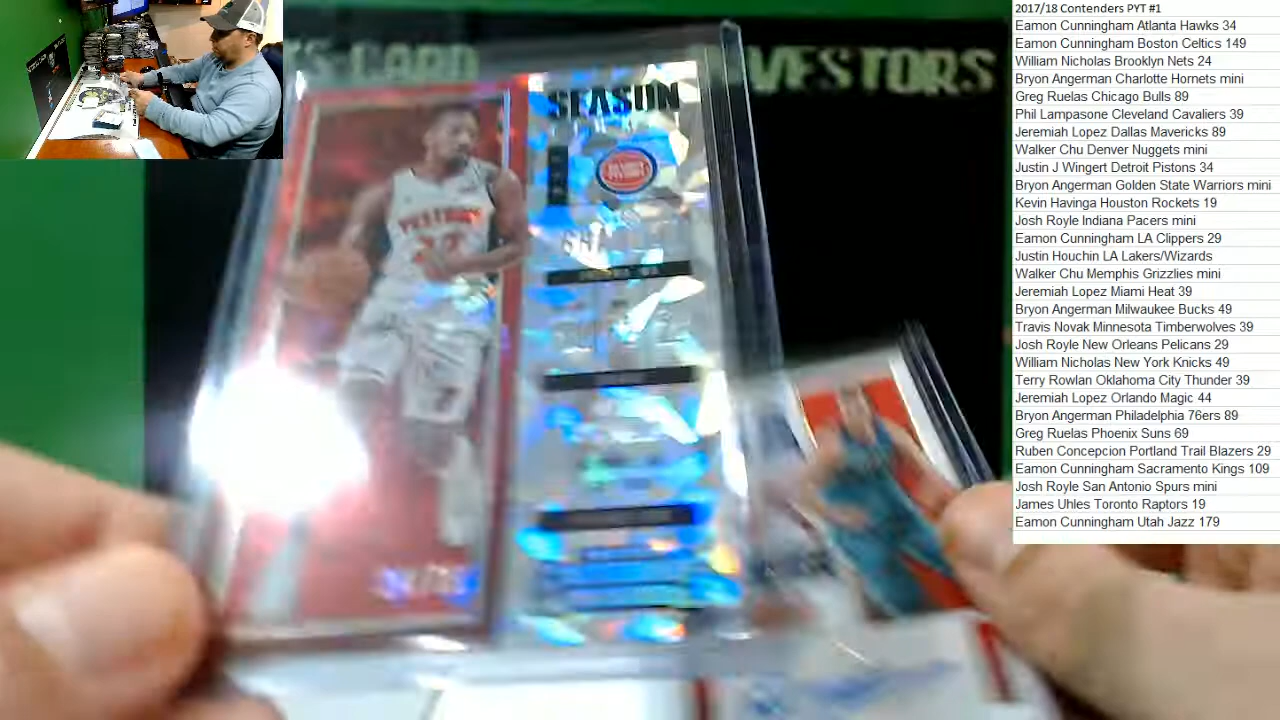 2017/18 Contenders PYT #1
Eamon Cunningham Atlanta Hawks 34
Eamon Cunningham Boston Celtics 149
William Nicholas Brooklyn Nets 24
Bryon Angerman Charlotte Hornets mini
Greg Ruelas Chicago Bulls 89
Phil Lampasone Cleveland Cavaliers 39
Jeremiah Lopez Dallas Mavericks 89
Walker Chu Denver Nuggets mini
Justin J Wingert Detroit Pistons 34
Bryon Angerman Golden State Warriors mini
Kevin Havinga Houston Rockets 19
Josh Royle Indiana Pacers mini
Eamon Cunningham LA Clippers 29
Justin Houchin LA Lakers/Wizards
Walker Chu Memphis Grizzlies mini
Jeremiah Lopez Miami Heat 39
Bryon Angerman Milwaukee Bucks 49
Travis Novak Minnesota Timberwolves 39
Josh Royle New Orleans Pelicans 29
William Nicholas New York Knicks 49
Terry Rowlan Oklahoma City Thunder 39
Jeremiah Lopez Orlando Magic 44
Bryon Angerman Philadelphia 76ers 89
Greg Ruelas Phoenix Suns 69
Ruben Concepcion Portland Trail Blazers 29
Eamon Cunningham Sacramento Kings 109
Josh Royle San Antonio Spurs mini
James Uhles Toronto Raptors 19
Eamon Cunningham Utah Jazz 179
CARD
VESTORS
SEASON